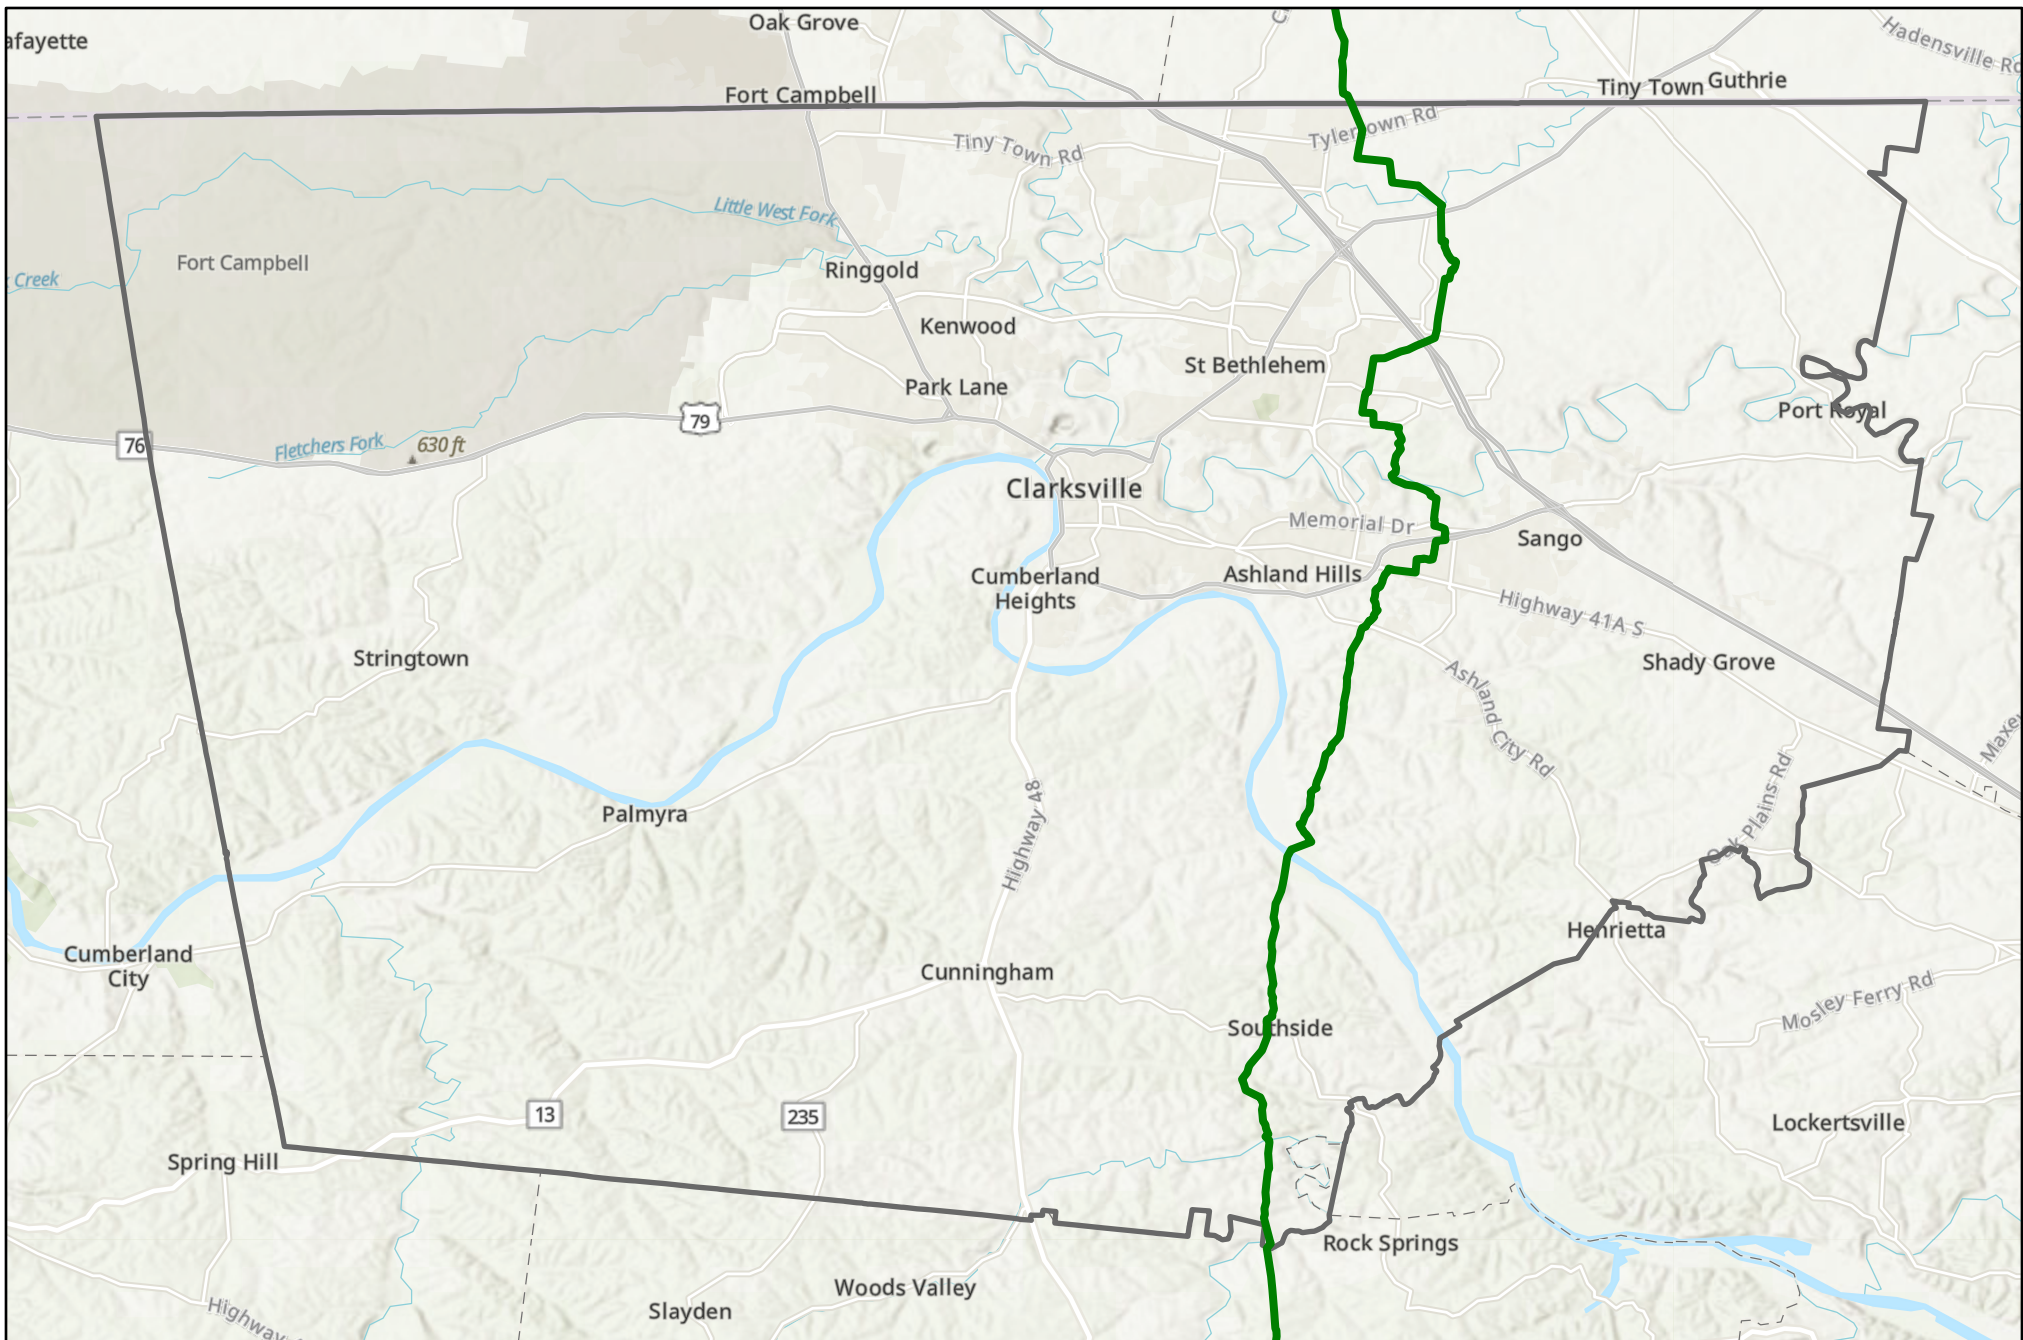 Oak Grove
afayette
Hadensville Rd
Tiny Town
Guthrie
Fort Campbell
Tylertown Rd
Tiny Town Rd
Little West Fork
Fort Campbell
Ringgold
Creek
Kenwood
St Bethlehem
Park Lane
Port Royal
79
76
Fletchers Fork
630 ft
Clarksville
Memorial Dr
Sango
Cumberland
Heights
Ashland Hills
Highway 41A S
Stringtown
Shady Grove
Ashland City Rd
Oak Plains Rd
Palmyra
Highway 48
Henrietta
Cumberland
City
Cunningham
Mosley Ferry Rd
Southside
13
235
Lockertsville
Spring Hill
Rock Springs
Woods Valley
Slayden
Highway